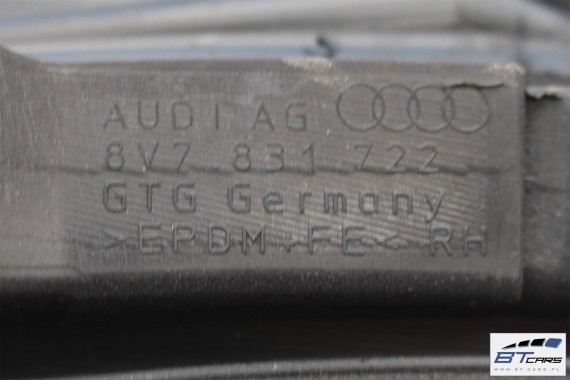 AUDI AG
8V7 831 722
GTG Germany
>EPDM,FE< RH
BT CARS
WWW.BT-CARS.PL